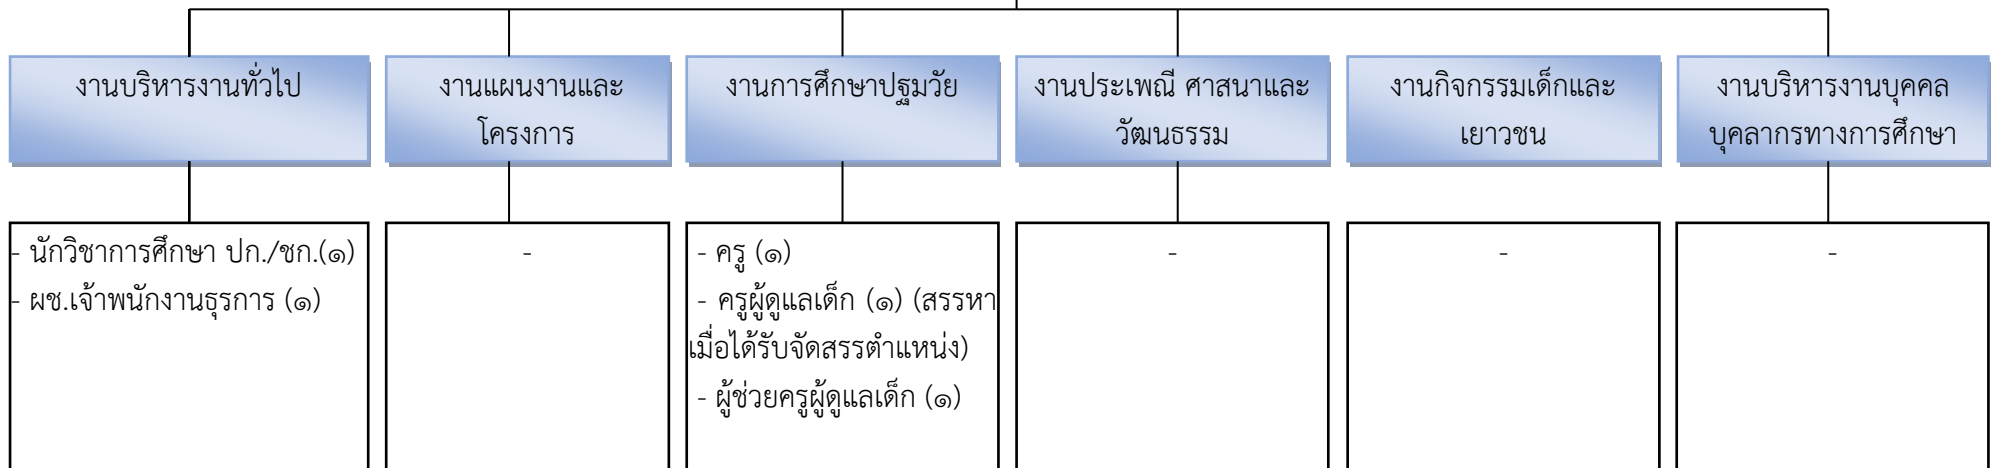 งานบริหารงานทั่วไป
งานแผนงานและ
โครงการ
งานการศึกษาปฐมวัย
งานประเพณี ศาสนาและ
วัฒนธรรม
งานกิจกรรมเด็กและ
เยาวชน
งานบริหารงานบุคคล
บุคลากรทางการศึกษา
- นักวิชาการศึกษา ปก./ชก.(๑)
- ผช.เจ้าพนักงานธุรการ (๑)
-
- ครู (๑)
- ครูผู้ดูแลเด็ก (๑) (สรรหา
เมื่อได้รับจัดสรรตำแหน่ง)
- ผู้ช่วยครูผู้ดูแลเด็ก (๑)
-
-
-